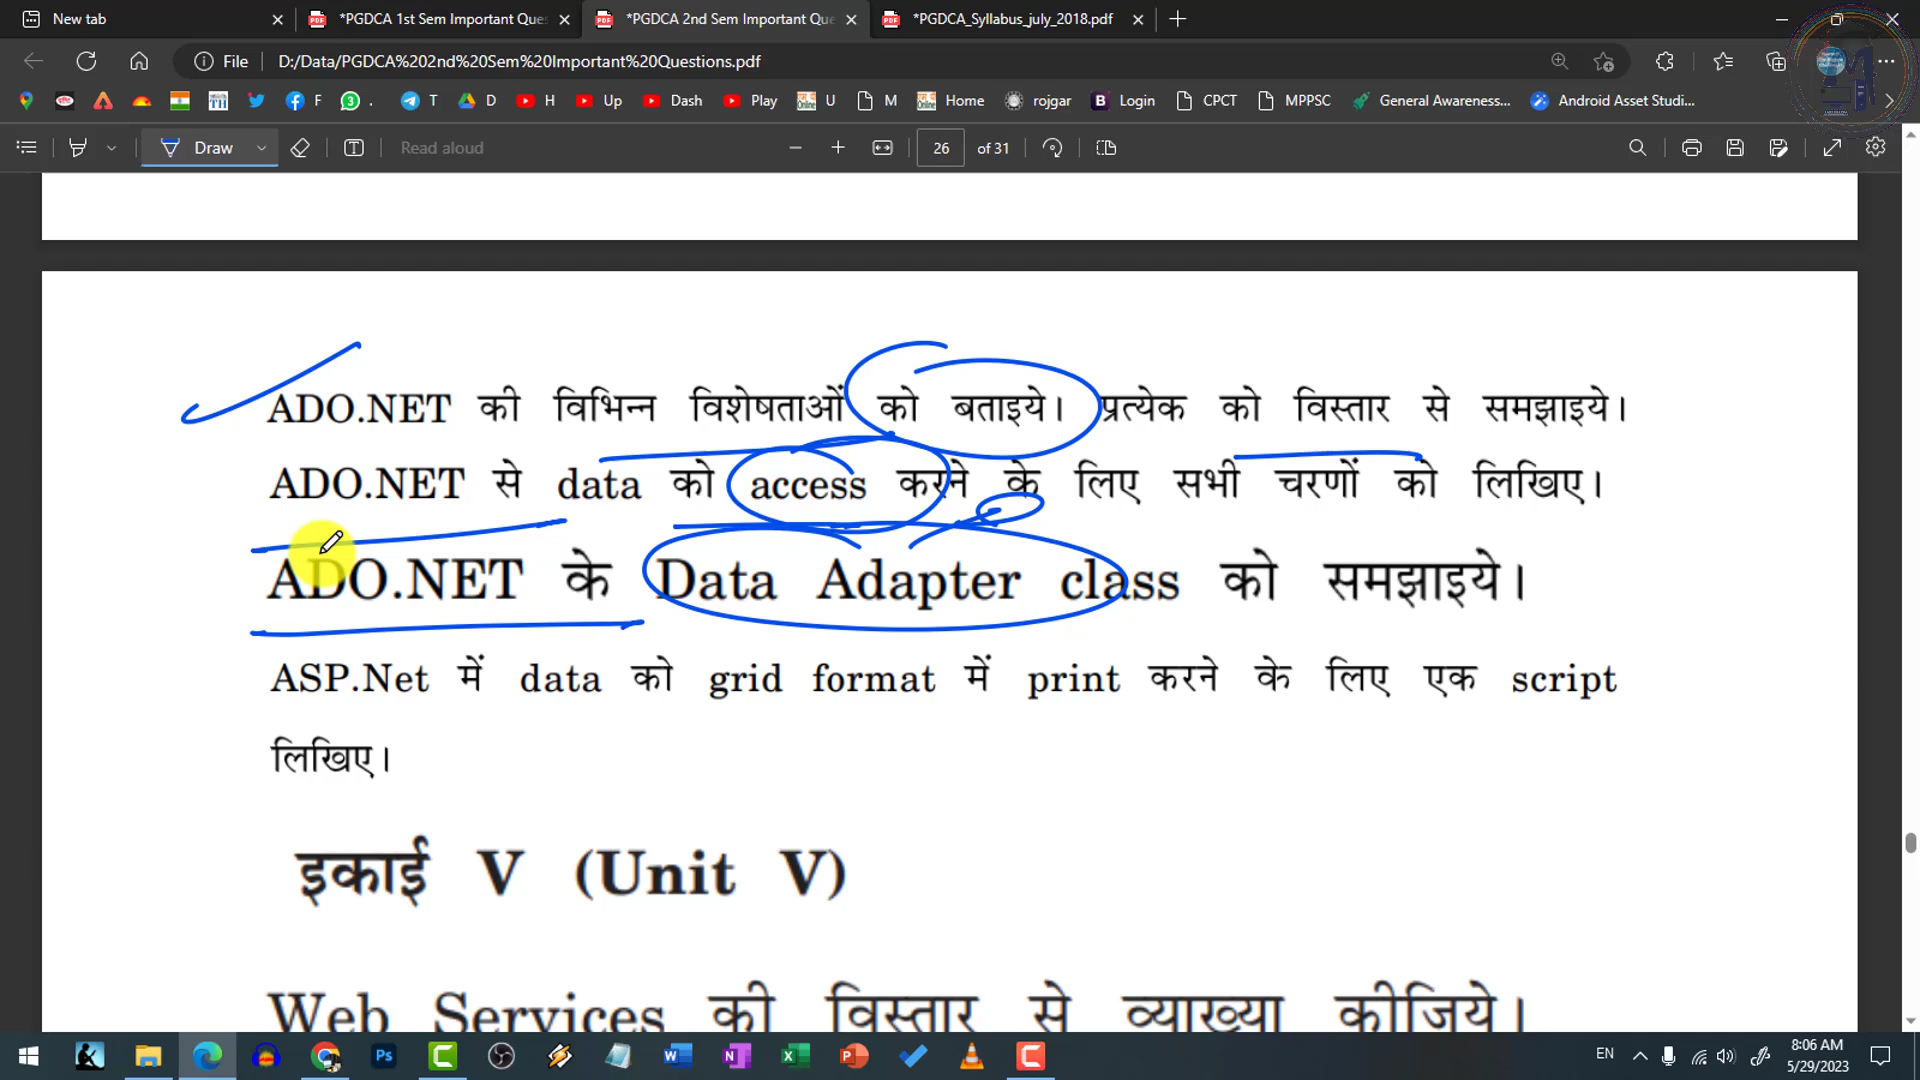 New tab
*PGDCA 1st Sem Important Que:
*PGDCA 2nd Sem Important Qu
*PGDCA_Syllabus_july_2018.pdf
File
D:/Data/PGDCA%202nd%20Sem%20Important%20Questions.pdf
F
.
T
D
H
Up
Dash
Play
U
M
Home
rojgar
Login
CPCT
MPPSC
General Awareness...
Android Asset Studi...
Draw
Read aloud
26 of 31
ADO.NET की विभिन्न विशेषताओं को बताइये। प्रत्येक को विस्तार से समझाइये।
ADO.NET से data को access करने के लिए सभी चरणों को लिखिए।
ADO.NET के Data Adapter class को समझाइये।
ASP.Net में data को grid format में print करने के लिए एक script
लिखिए।
इकाई V (Unit V)
Web Services की विस्तार से व्याख्या कीजिये।
EN
8:06 AM
5/29/2023